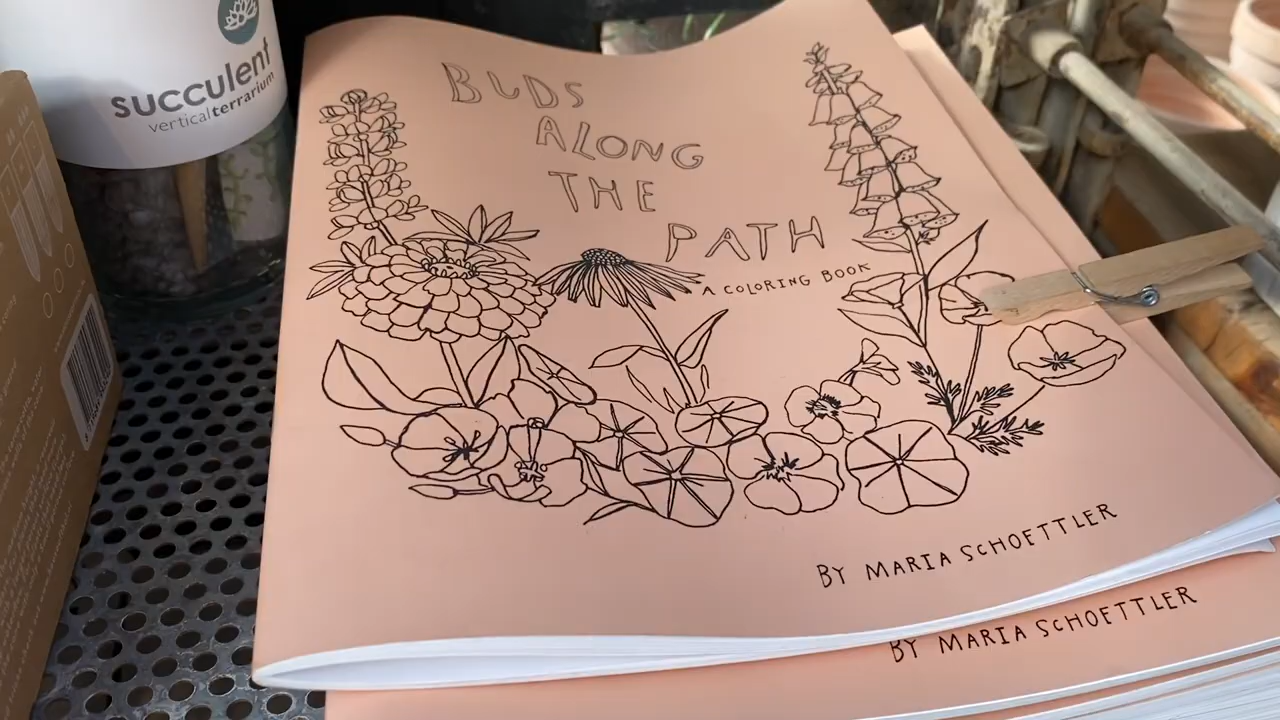 succulent
verticalterrarium
BUDS
ALONG
THE
PATH
A COLORING BOOK
BY MARIA SCHOETTLER
BY MARIA SCHOETTLER